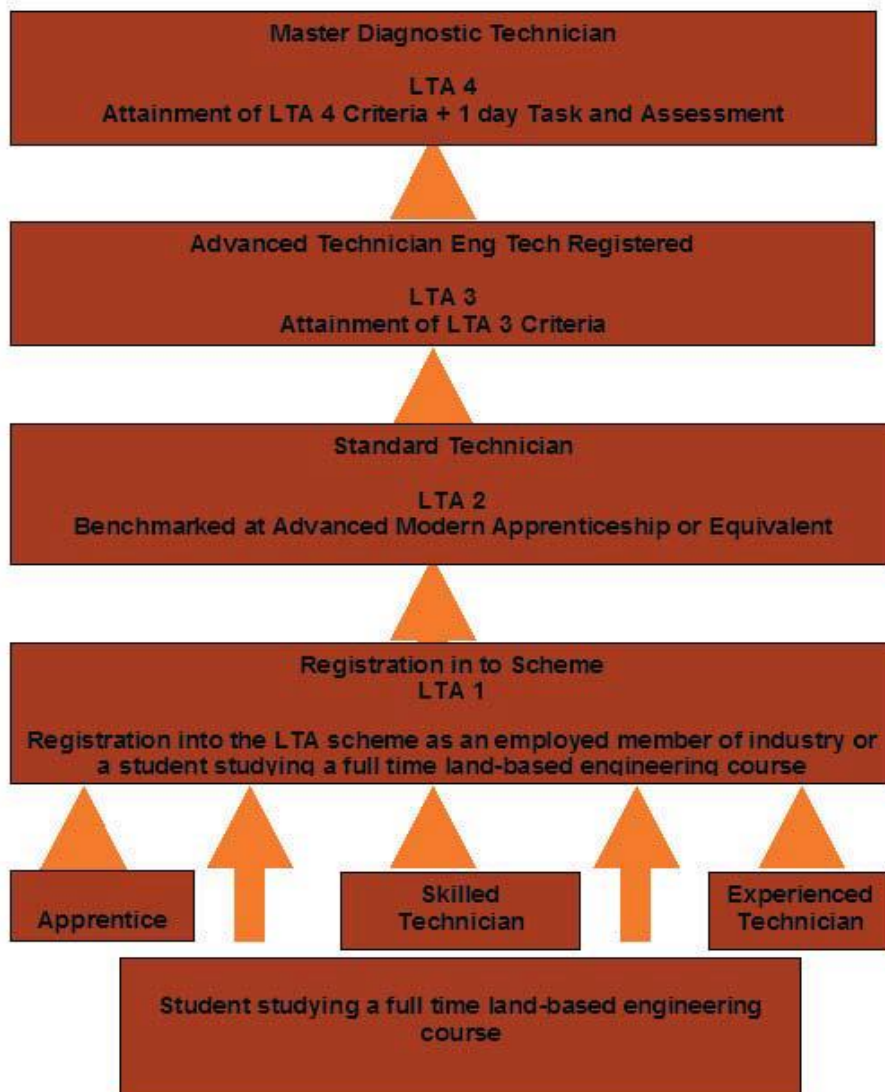 Master Diagnostic Technician
LTA 4
Attainment of LTA 4 Criteria + 1 day Task and Assessment
Advanced Technician Eng Tech Registered
LTA 3
Attainment of LTA 3 Criteria
Standard Technician
LTA 2
Benchmarked at Advanced Modern Apprenticeship or Equivalent
Registration in to Scheme
LTA 1
Registration into the LTA scheme as an employed member of industry or
a student studying a full time land-based engineering course
Apprentice
Skilled
Technician
Experienced
Technician
Student studying a full time land-based engineering
course